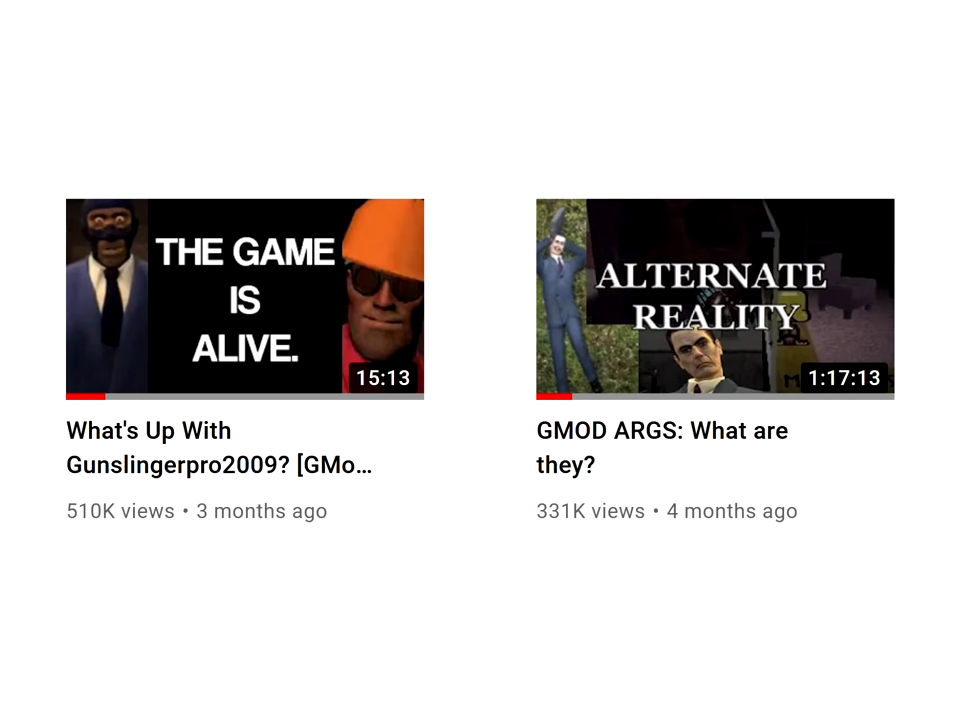 THE GAME
IS
ALIVE.
15:13
What's Up With
Gunslingerpro2009? [GMo…
510K views • 3 months ago
ALTERNATE
REALITY
1:17:13
GMOD ARGS: What are
they?
331K views • 4 months ago